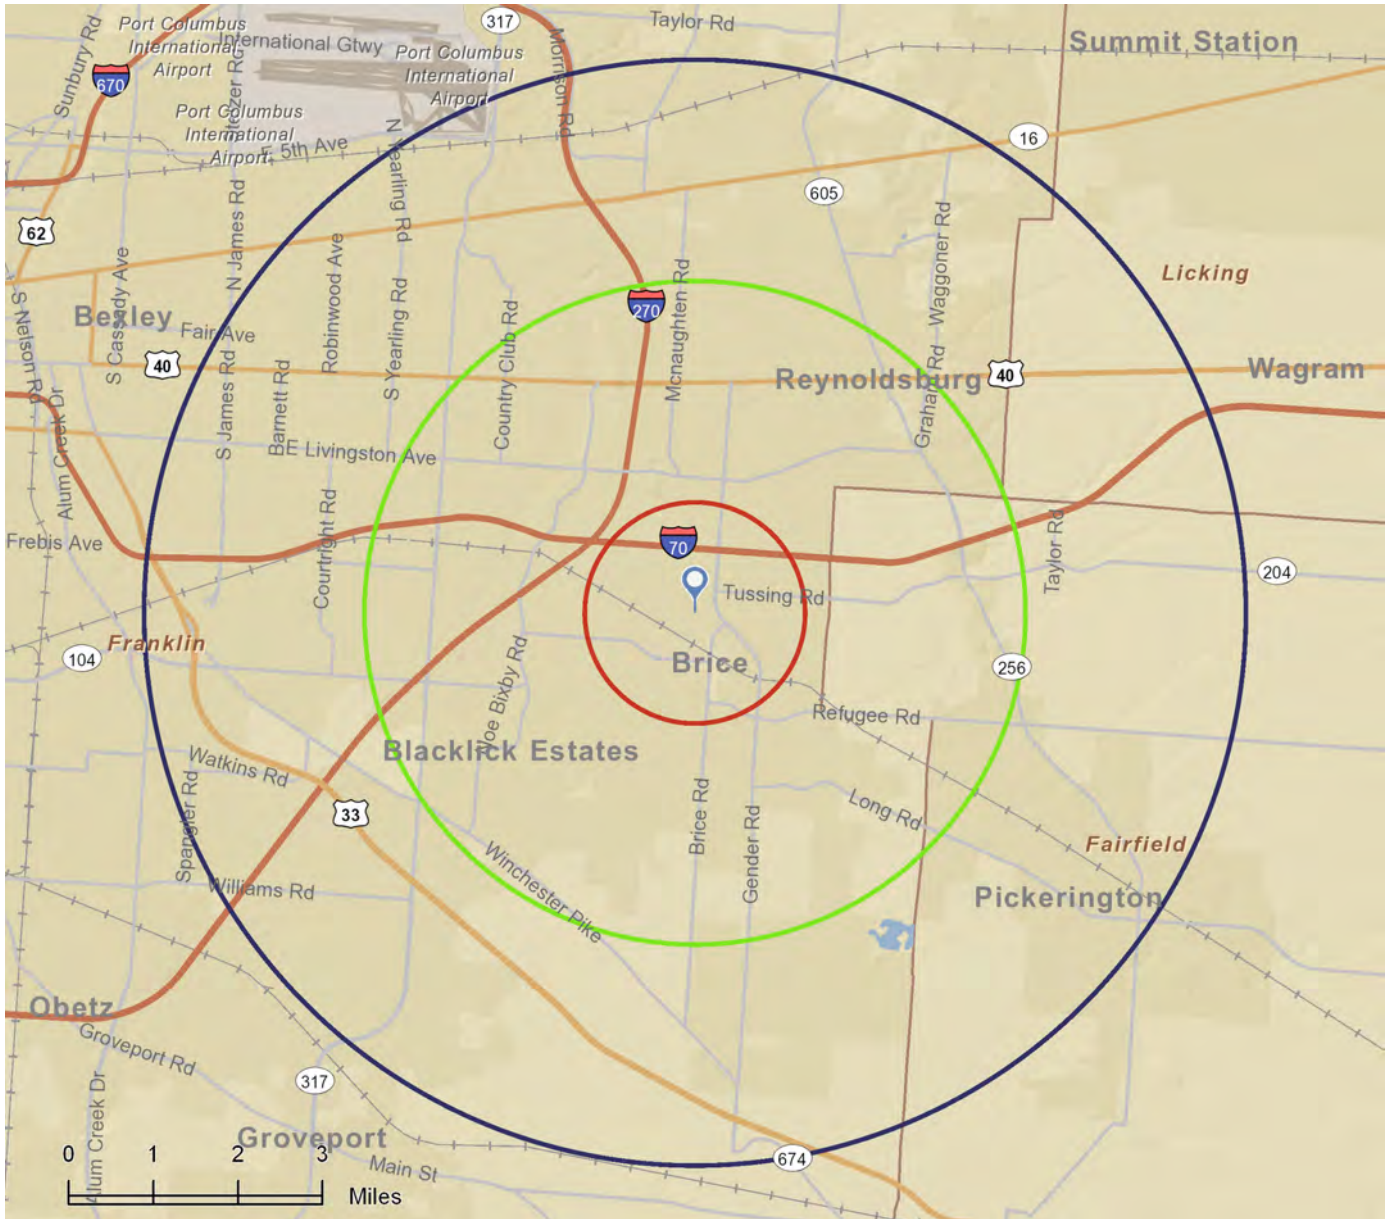 317
Taylor Rd
Sunbury Rd
Port Columbus
International
Airport
International Gtwy
Port Columbus
International
Airport
Summit Station
670
Stelzer Rd
Morrison Rd
Port Columbus
International
Airport
E 5th Ave
N Yearling Rd
16
605
62
N James Rd
Robinwood Ave
S Cassady Ave
Waggoner Rd
Licking
Mcnaughten Rd
270
S Nelson Rd
Bexley
Fair Ave
S Yearling Rd
Country Club Rd
40
Reynoldsburg
40
Wagram
S James Rd
Barnett Rd
Graham Rd
Alum Creek Dr
E Livingston Ave
Courtright Rd
Frebis Ave
70
Taylor Rd
204
Tussing Rd
Franklin
104
Brice
256
Noe Bixby Rd
Refugee Rd
Blacklick Estates
Watkins Rd
Spangler Rd
33
Brice Rd
Gender Rd
Long Rd
Fairfield
Williams Rd
Winchester Pike
Pickerington
Obetz
Groveport Rd
317
Alum Creek Dr
Groveport
674
Main St
0 1 2 3
Miles